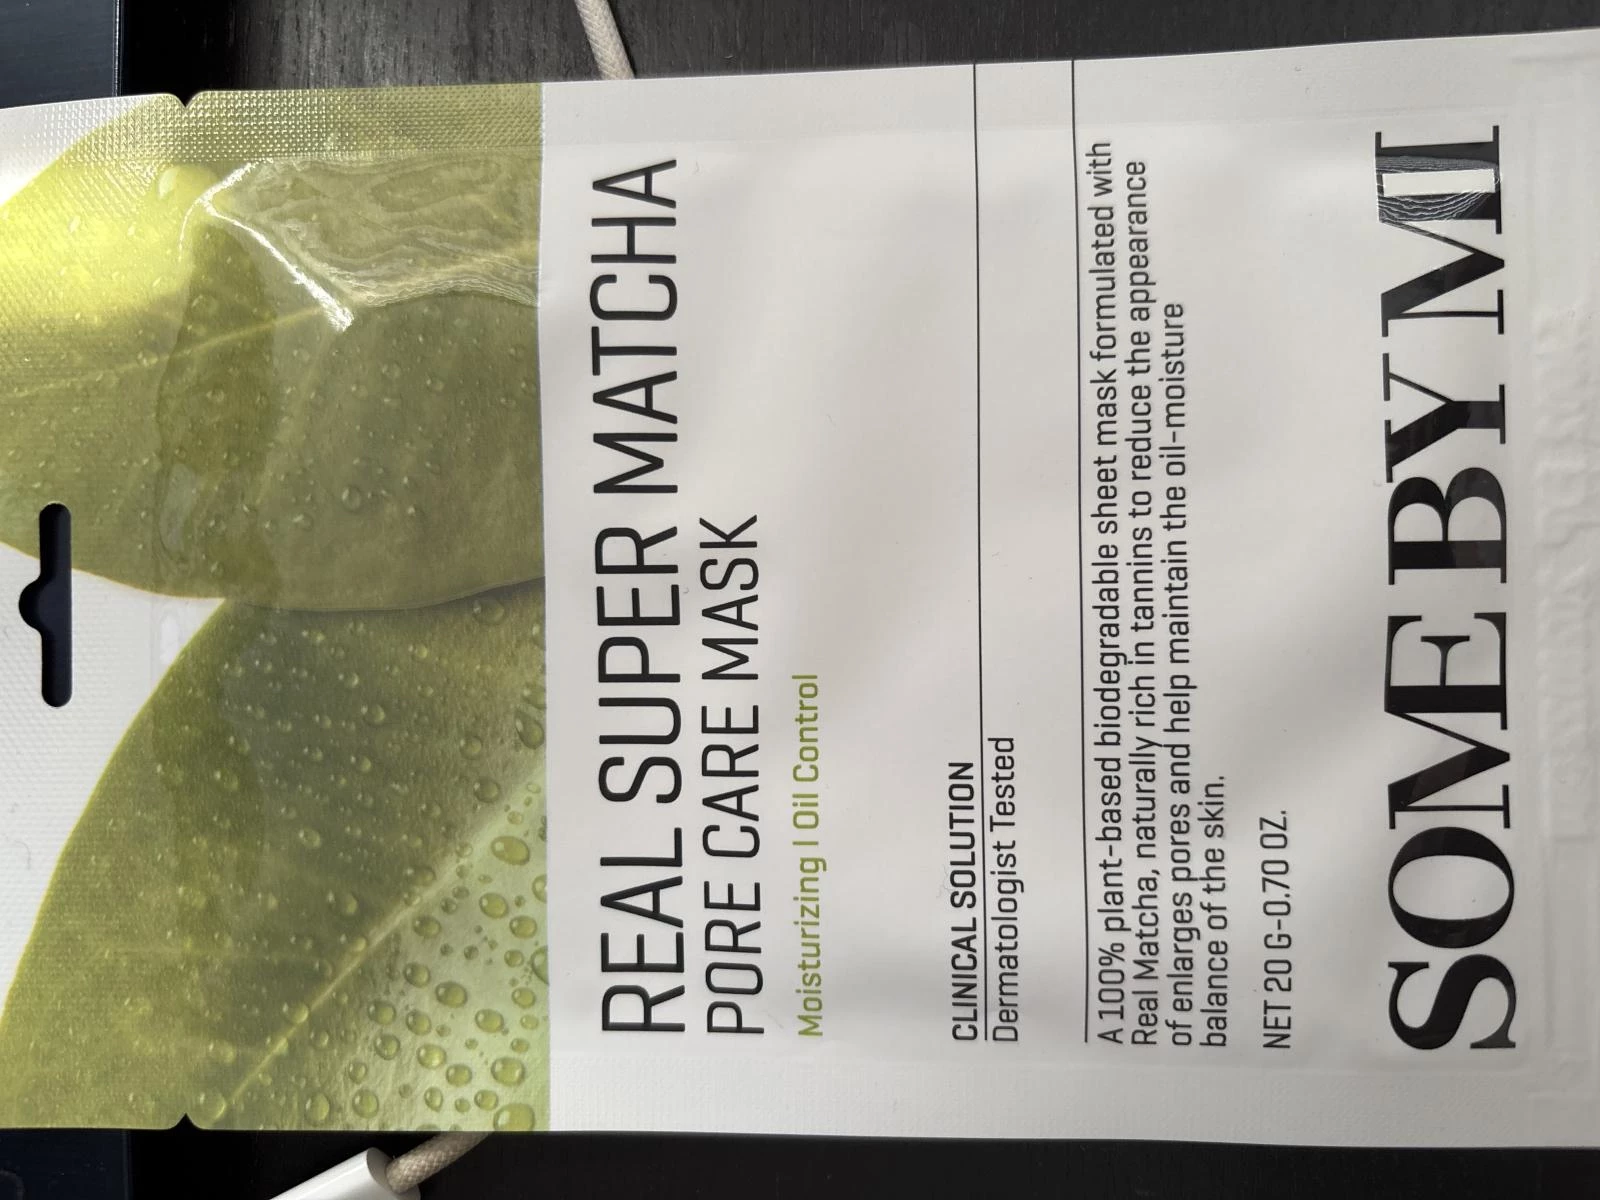 REAL SUPER MATCHA
PORE CARE MASK
Moisturizing | Oil Control
CLINICAL SOLUTION
Dermatologist Tested
A 100% plant-based biodegradable sheet mask formulated with
Real Matcha, naturally rich in tannins to reduce the appearance
of enlarges pores and help maintain the oil-moisture
balance of the skin.
NET 20 G-0.70 OZ.
SOME BY MI